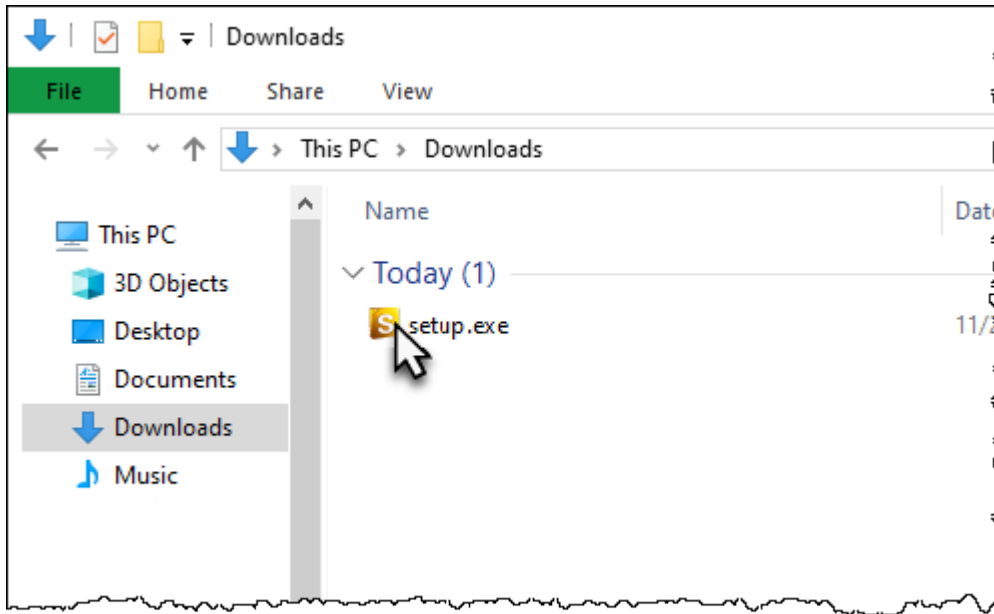 Downloads
File Home Share View
This PC > Downloads
Name
This PC
Today (1)
3D Objects
S setup.exe
Desktop
Documents
Downloads
Music